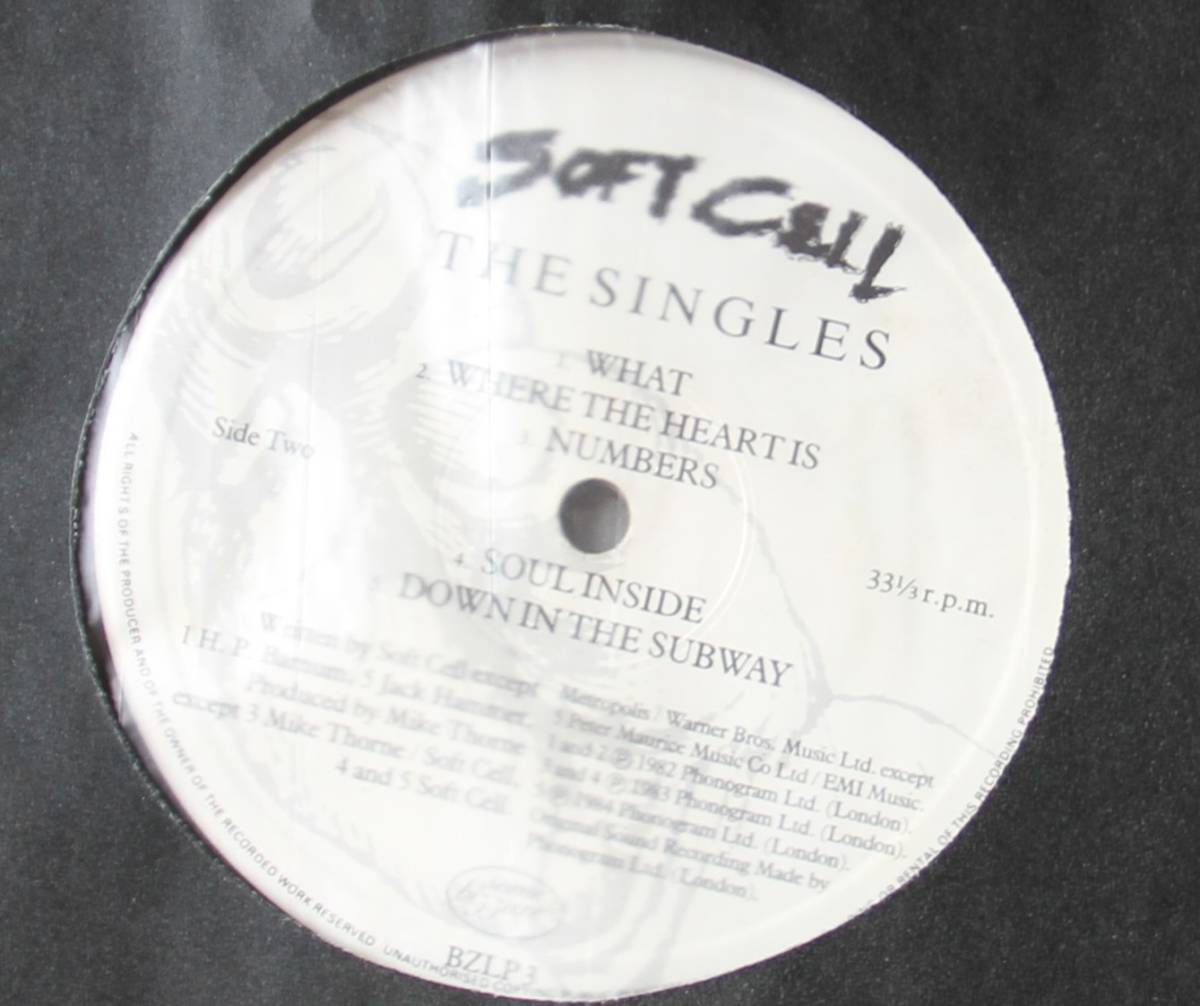 SOFT CELL
THE SINGLES
1. WHAT
2. WHERE THE HEART IS
3. NUMBERS
Side Two
33⅓ r.p.m.
4. SOUL INSIDE
5. DOWN IN THE SUBWAY
Written by Soft Cell except
1 H. P. Barnum, 5 Jack Hammer.
Produced by Mike Thorne
except 3 Mike Thorne / Soft Cell,
4 and 5 Soft Cell.
Metropolis / Warner Bros. Music Ltd. except
5 Peter Maurice Music Co Ltd / EMI Music.
1 and 2 ℗ 1982 Phonogram Ltd. (London).
3 and 4 ℗ 1983 Phonogram Ltd. (London).
5 ℗ 1984 Phonogram Ltd. (London).
Original Sound Recording Made by
Phonogram Ltd. (London).
BZLP 3
ALL RIGHTS OF THE PRODUCER AND OF THE OWNER OF THE RECORDED WORK RESERVED UNAUTHORISED OR RENTAL OF THIS RECORDING PROHIBITED